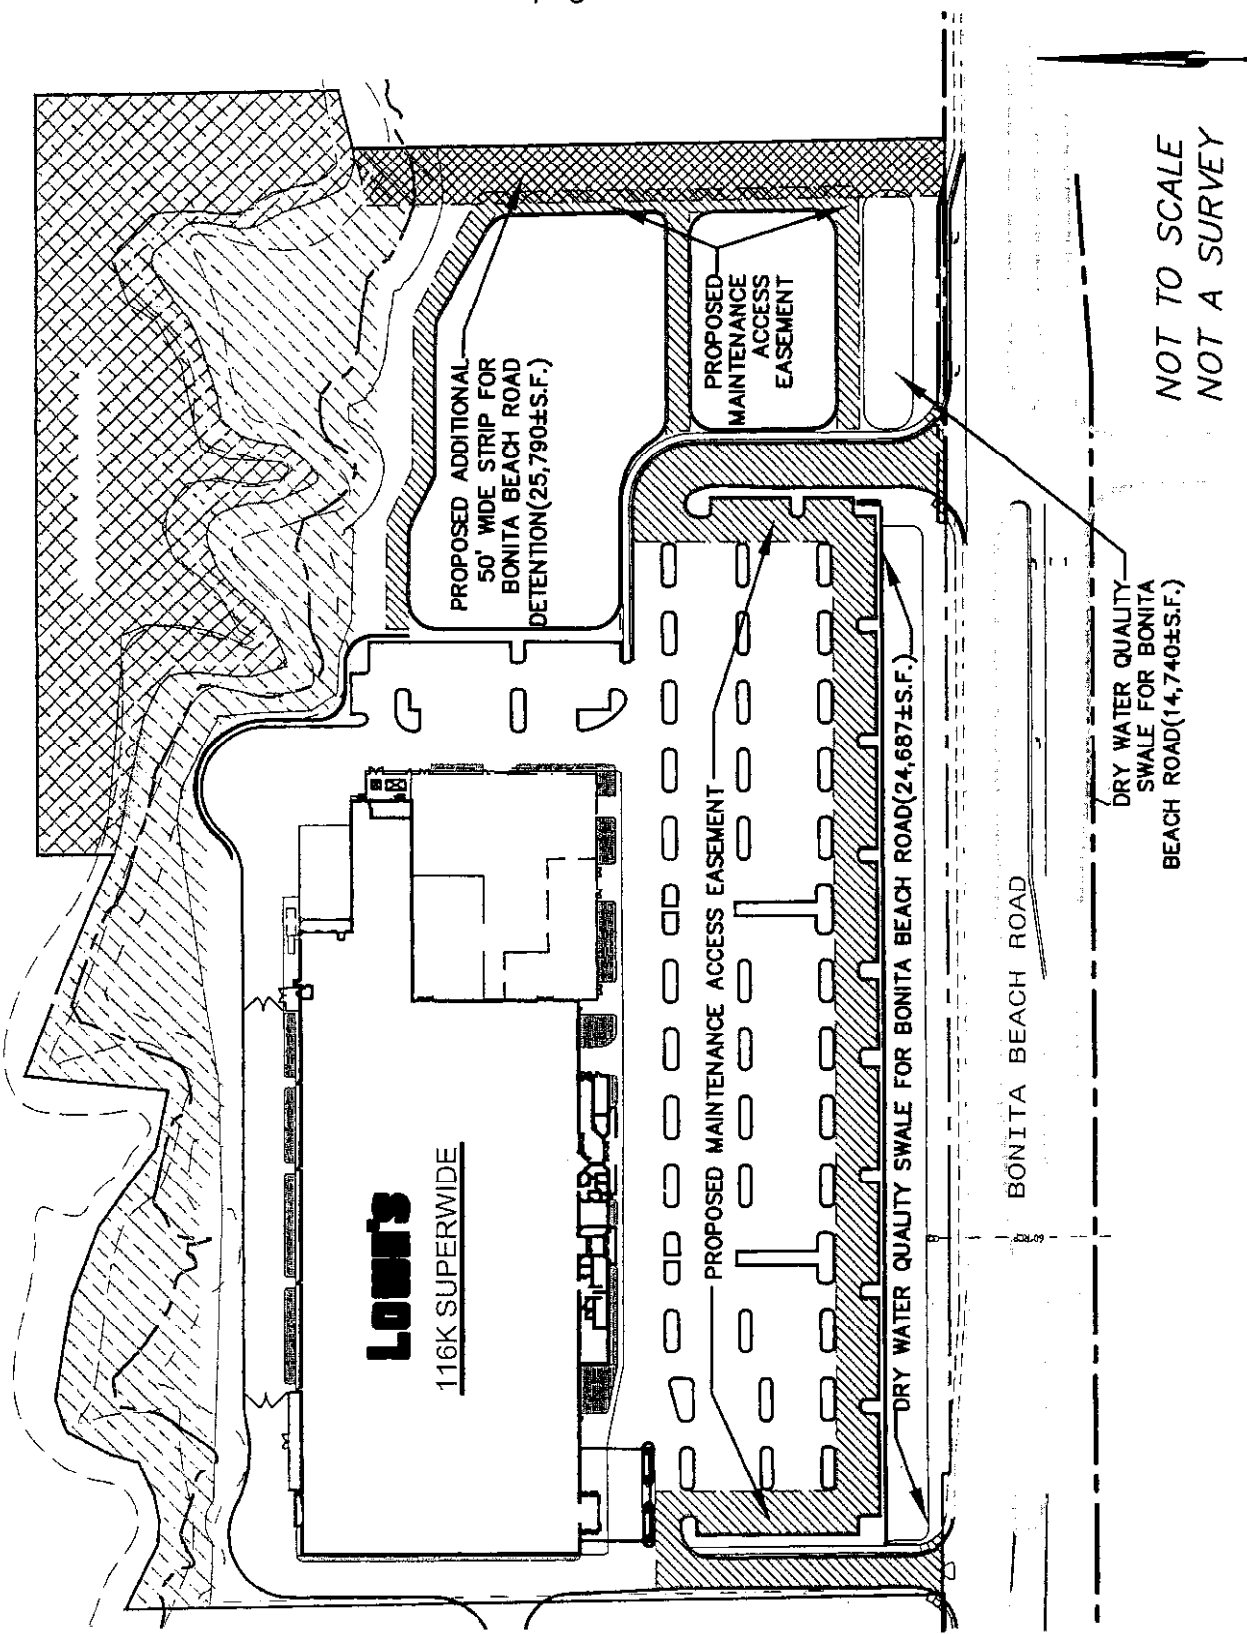 PROPOSED ADDITIONAL
50' WIDE STRIP FOR
BONITA BEACH ROAD
DETENTION(25,790±S.F.)
PROPOSED
MAINTENANCE
ACCESS
EASEMENT
LOWE'S
116K SUPERWIDE
PROPOSED MAINTENANCE ACCESS EASEMENT
DRY WATER QUALITY SWALE FOR BONITA BEACH ROAD(24,687±S.F.)
BONITA BEACH ROAD
DRY WATER QUALITY
SWALE FOR BONITA
BEACH ROAD(14,740±S.F.)
NOT TO SCALE
NOT A SURVEY